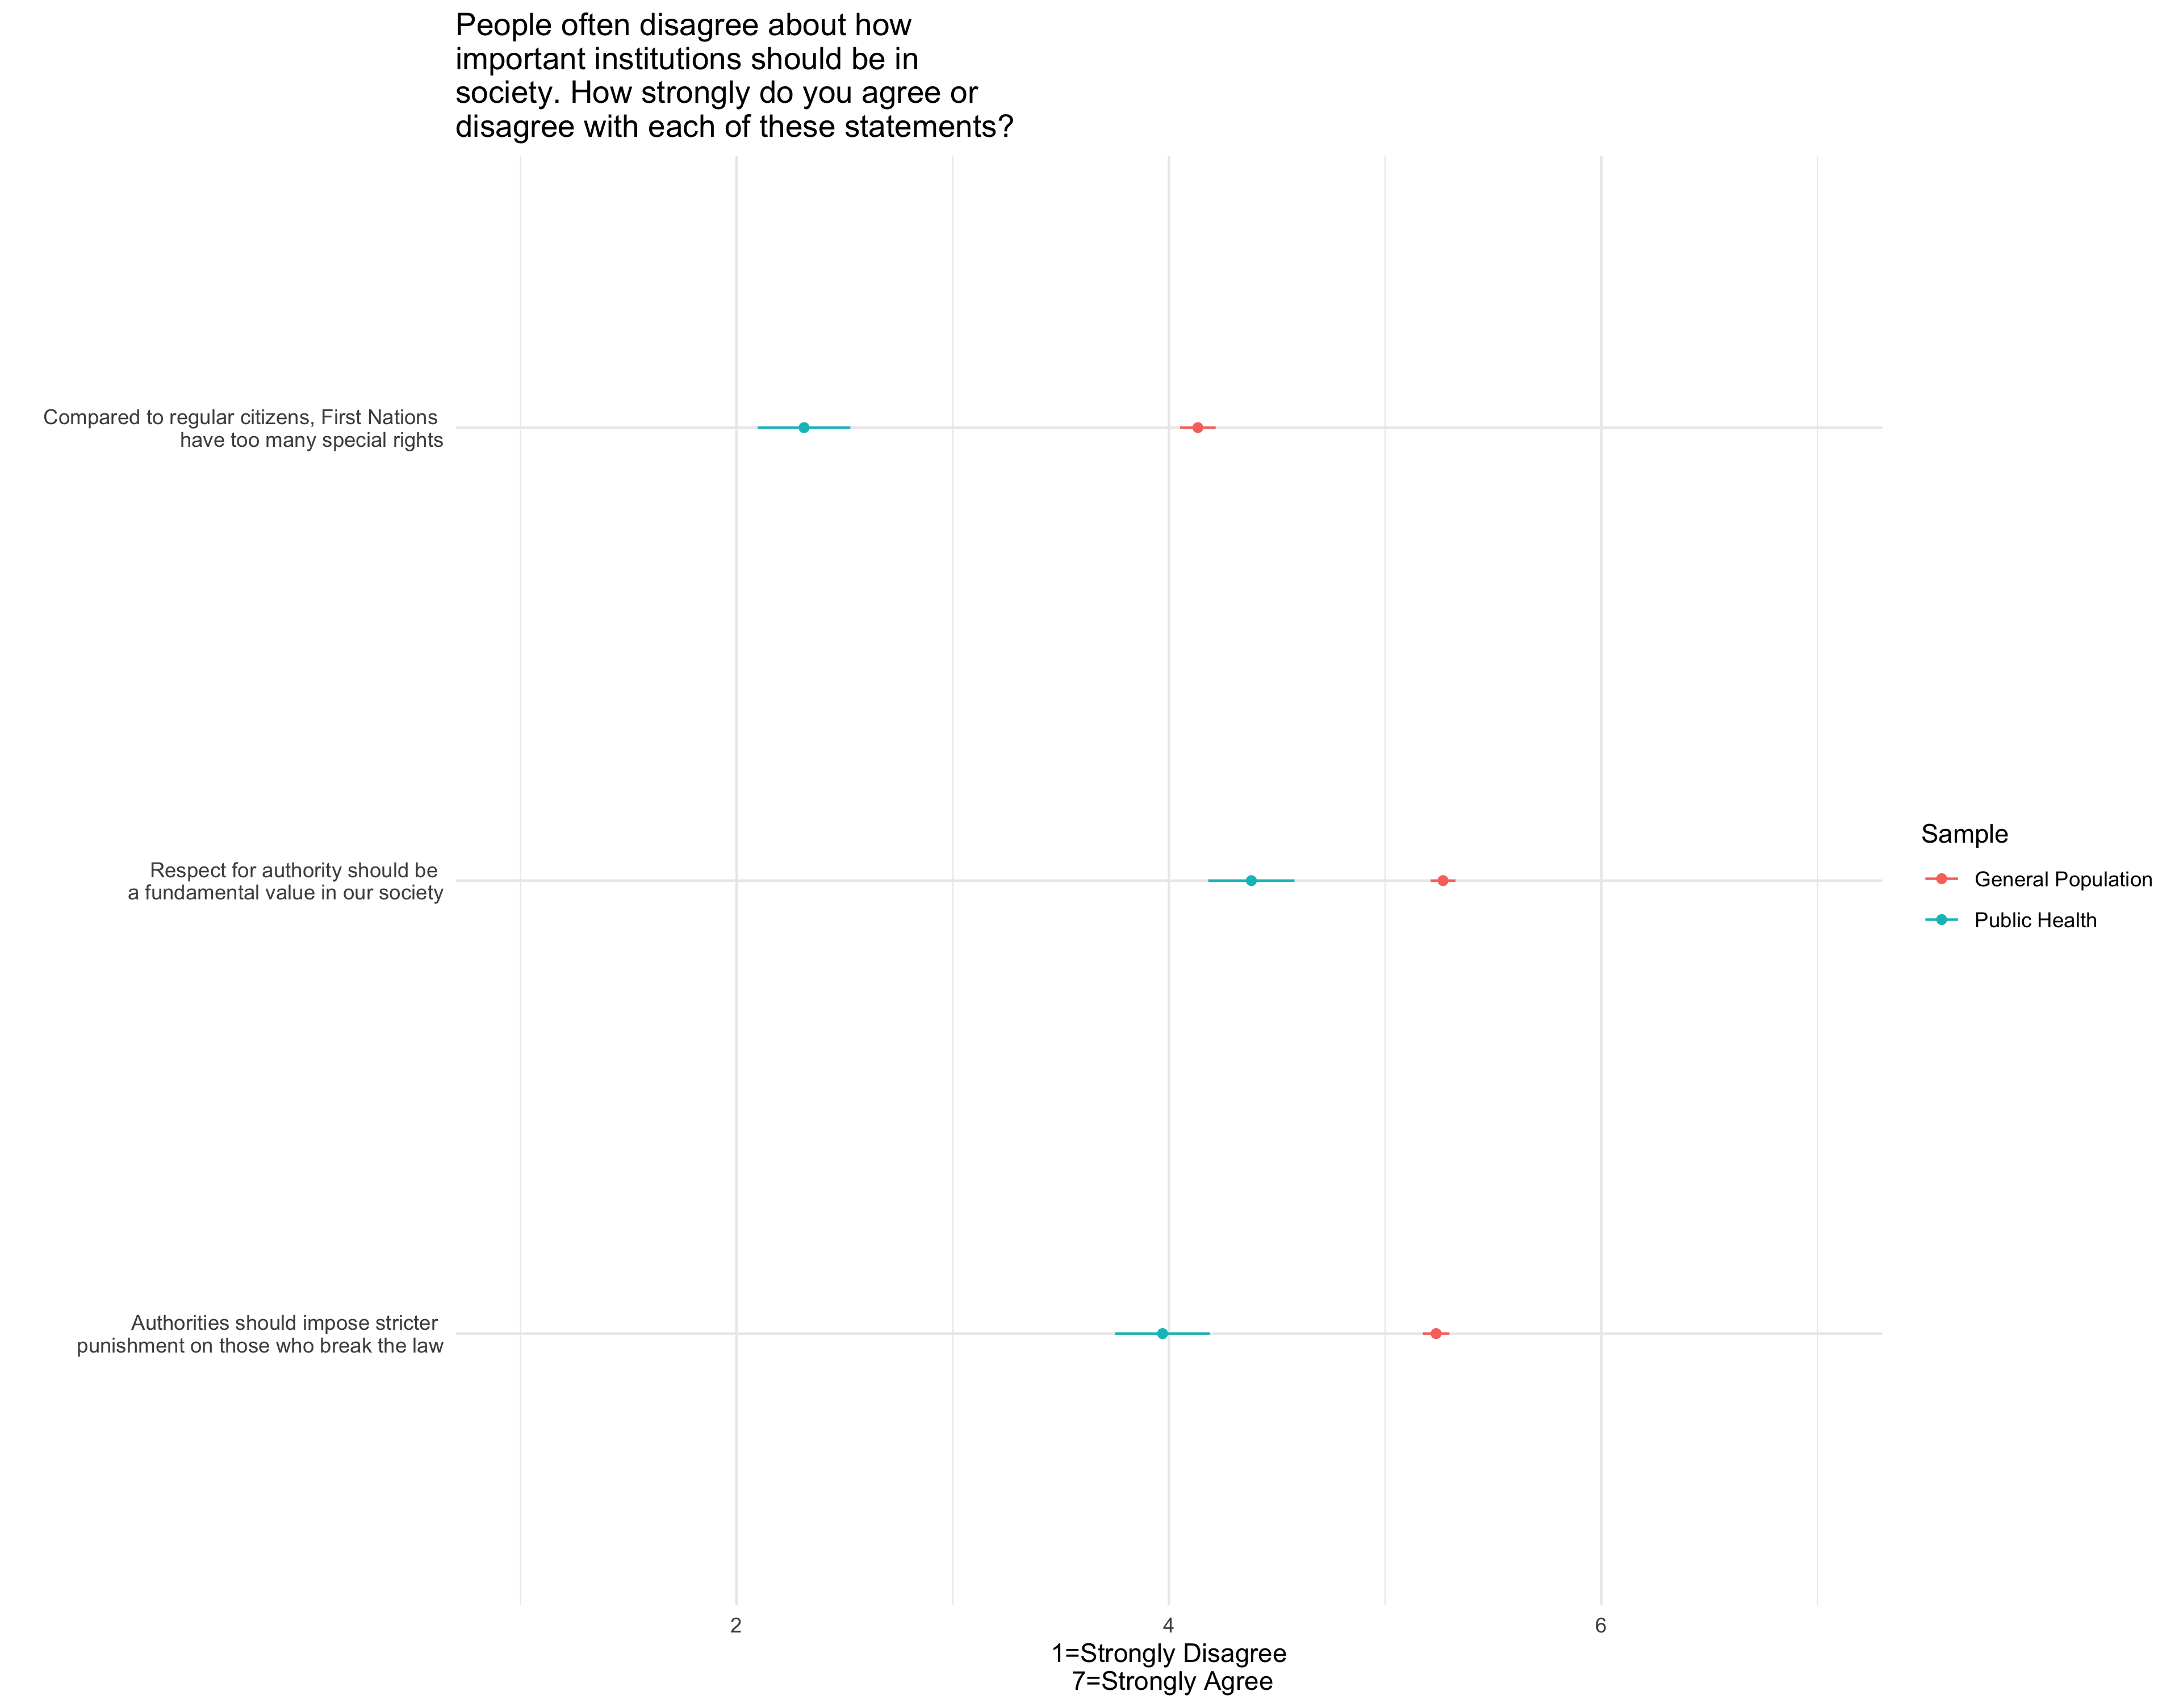 People often disagree about how
important institutions should be in
society. How strongly do you agree or
disagree with each of these statements?
Compared to regular citizens, First Nations
have too many special rights
Respect for authority should be
a fundamental value in our society
Authorities should impose stricter
punishment on those who break the law
Sample
General Population
Public Health
2 4 6
1=Strongly Disagree
7=Strongly Agree